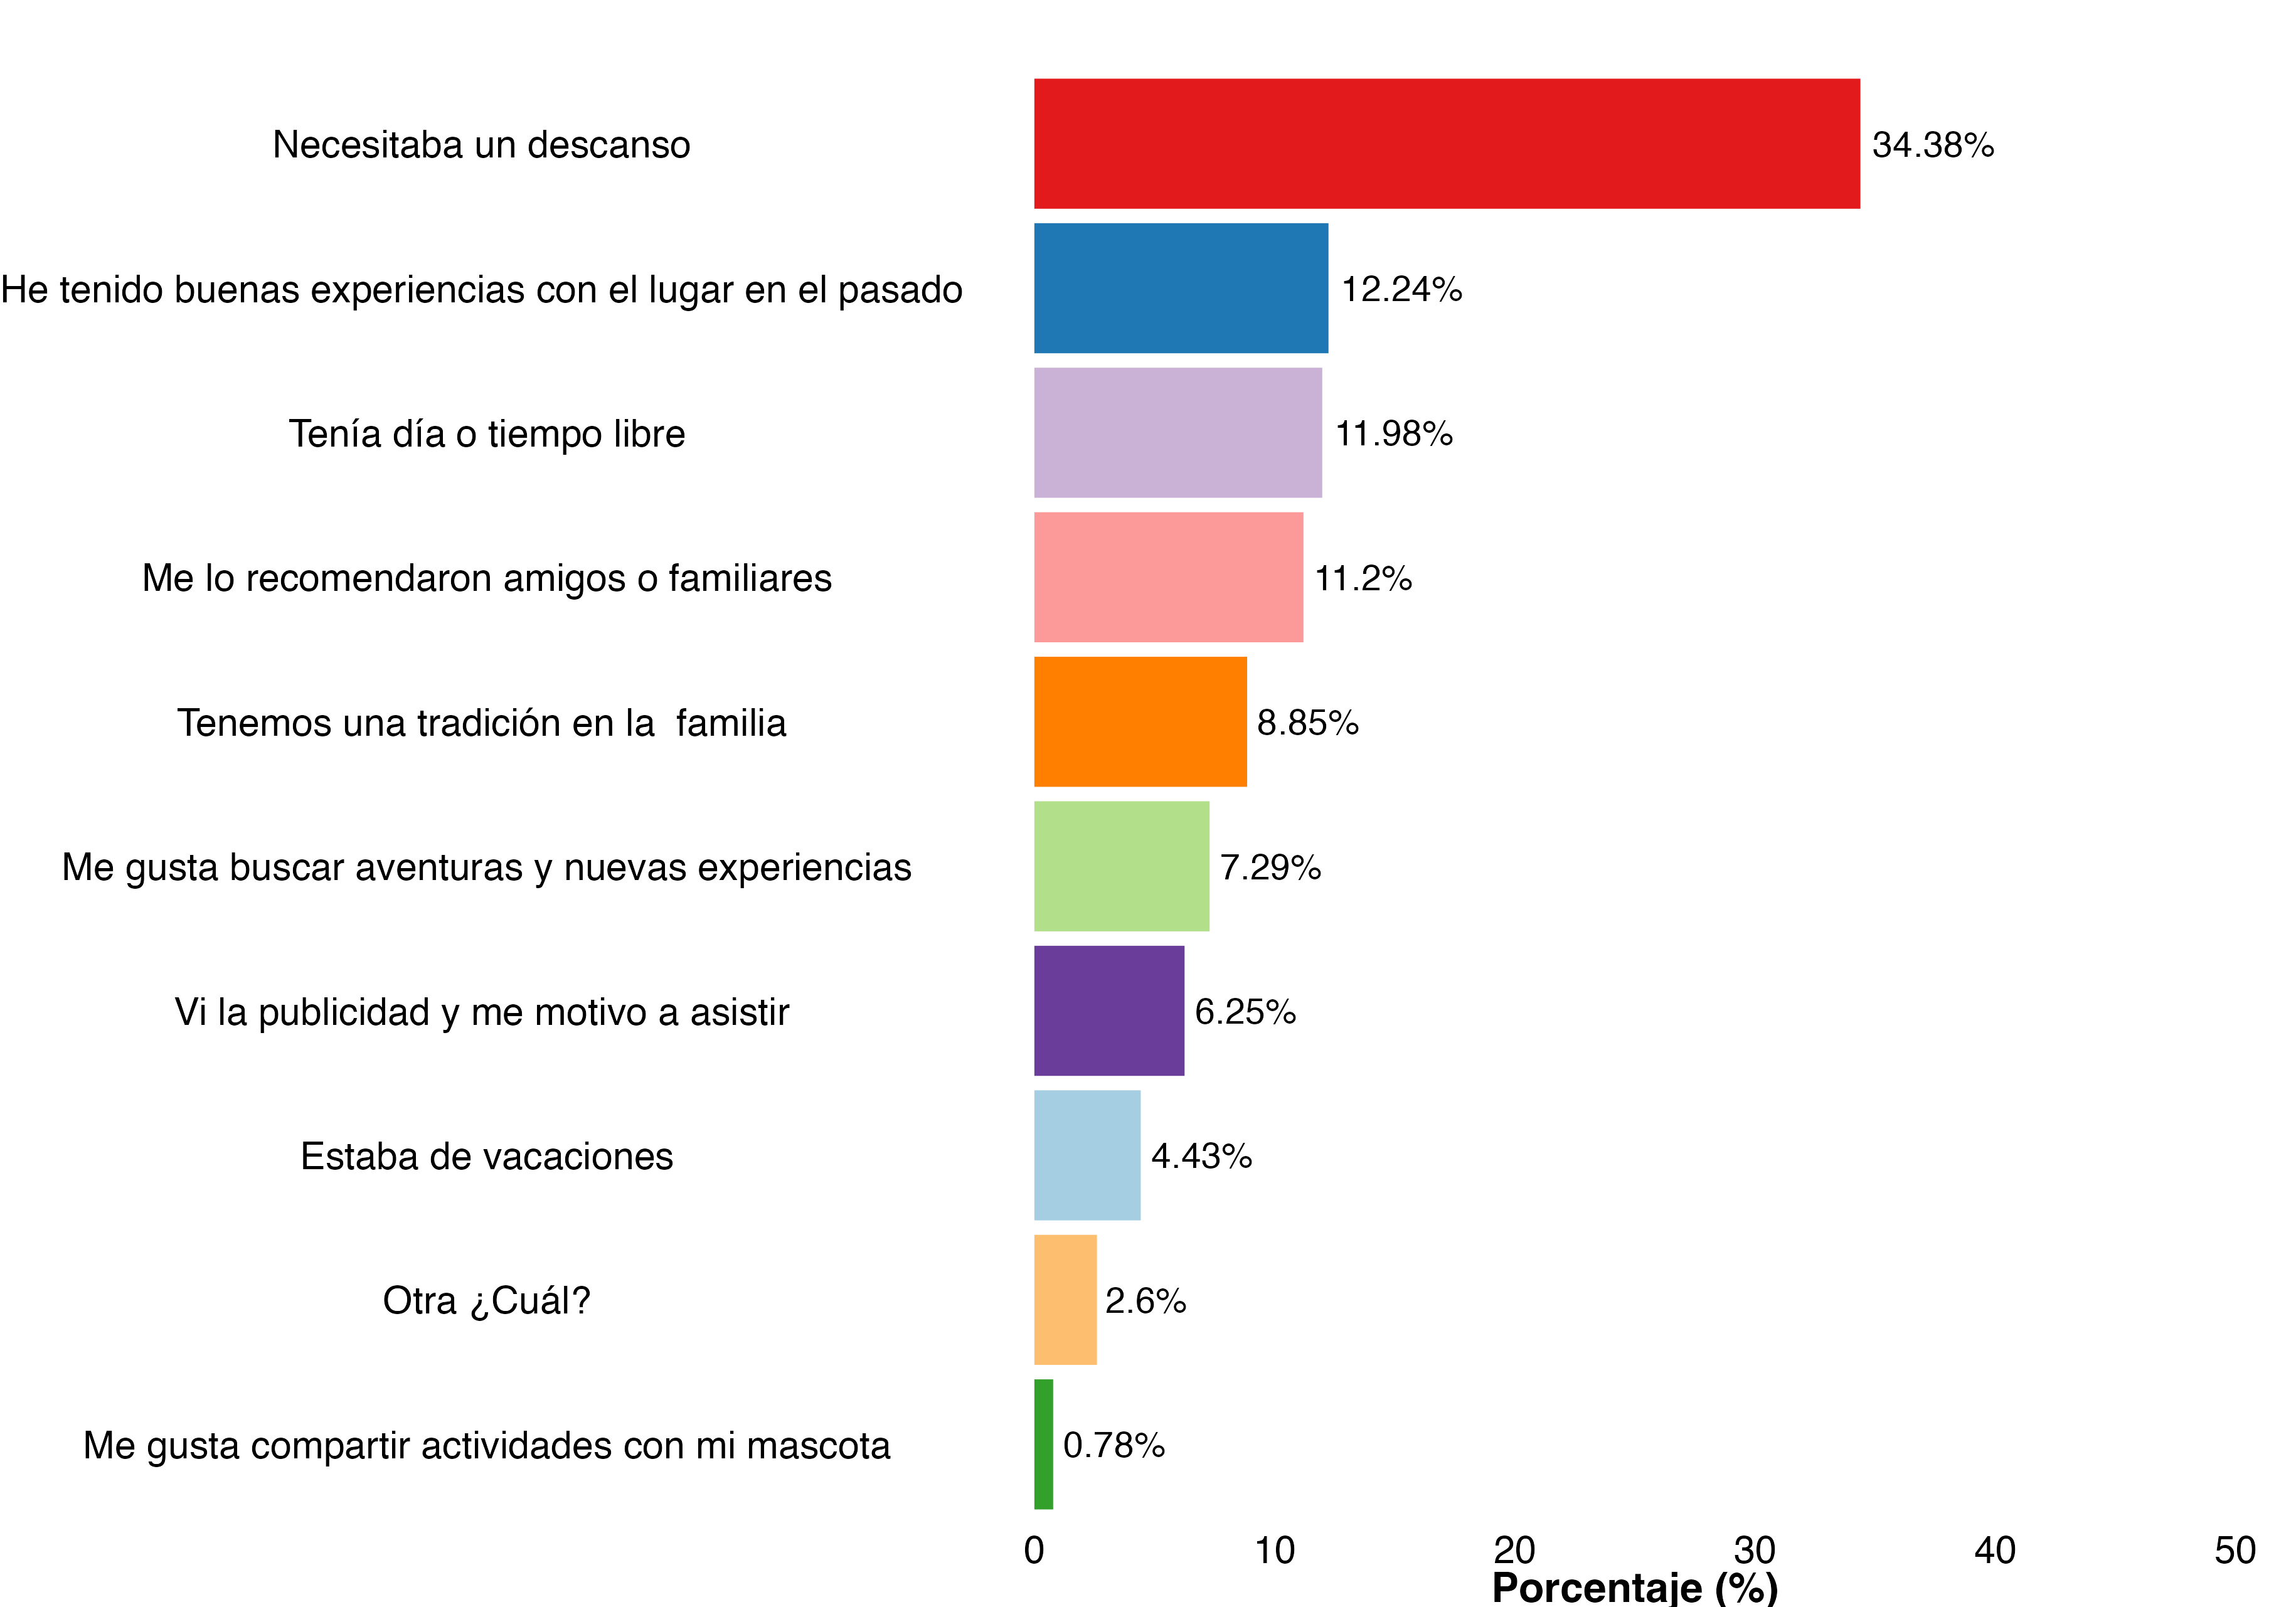 Necesitaba un descanso
34.38%
He tenido buenas experiencias con el lugar en el pasado
12.24%
Tenía día o tiempo libre
11.98%
Me lo recomendaron amigos o familiares
11.2%
Tenemos una tradición en la  familia
8.85%
Me gusta buscar aventuras y nuevas experiencias
7.29%
Vi la publicidad y me motivo a asistir
6.25%
Estaba de vacaciones
4.43%
Otra ¿Cuál?
2.6%
Me gusta compartir actividades con mi mascota
0.78%
0 10 20 30 40 50
Porcentaje (%)